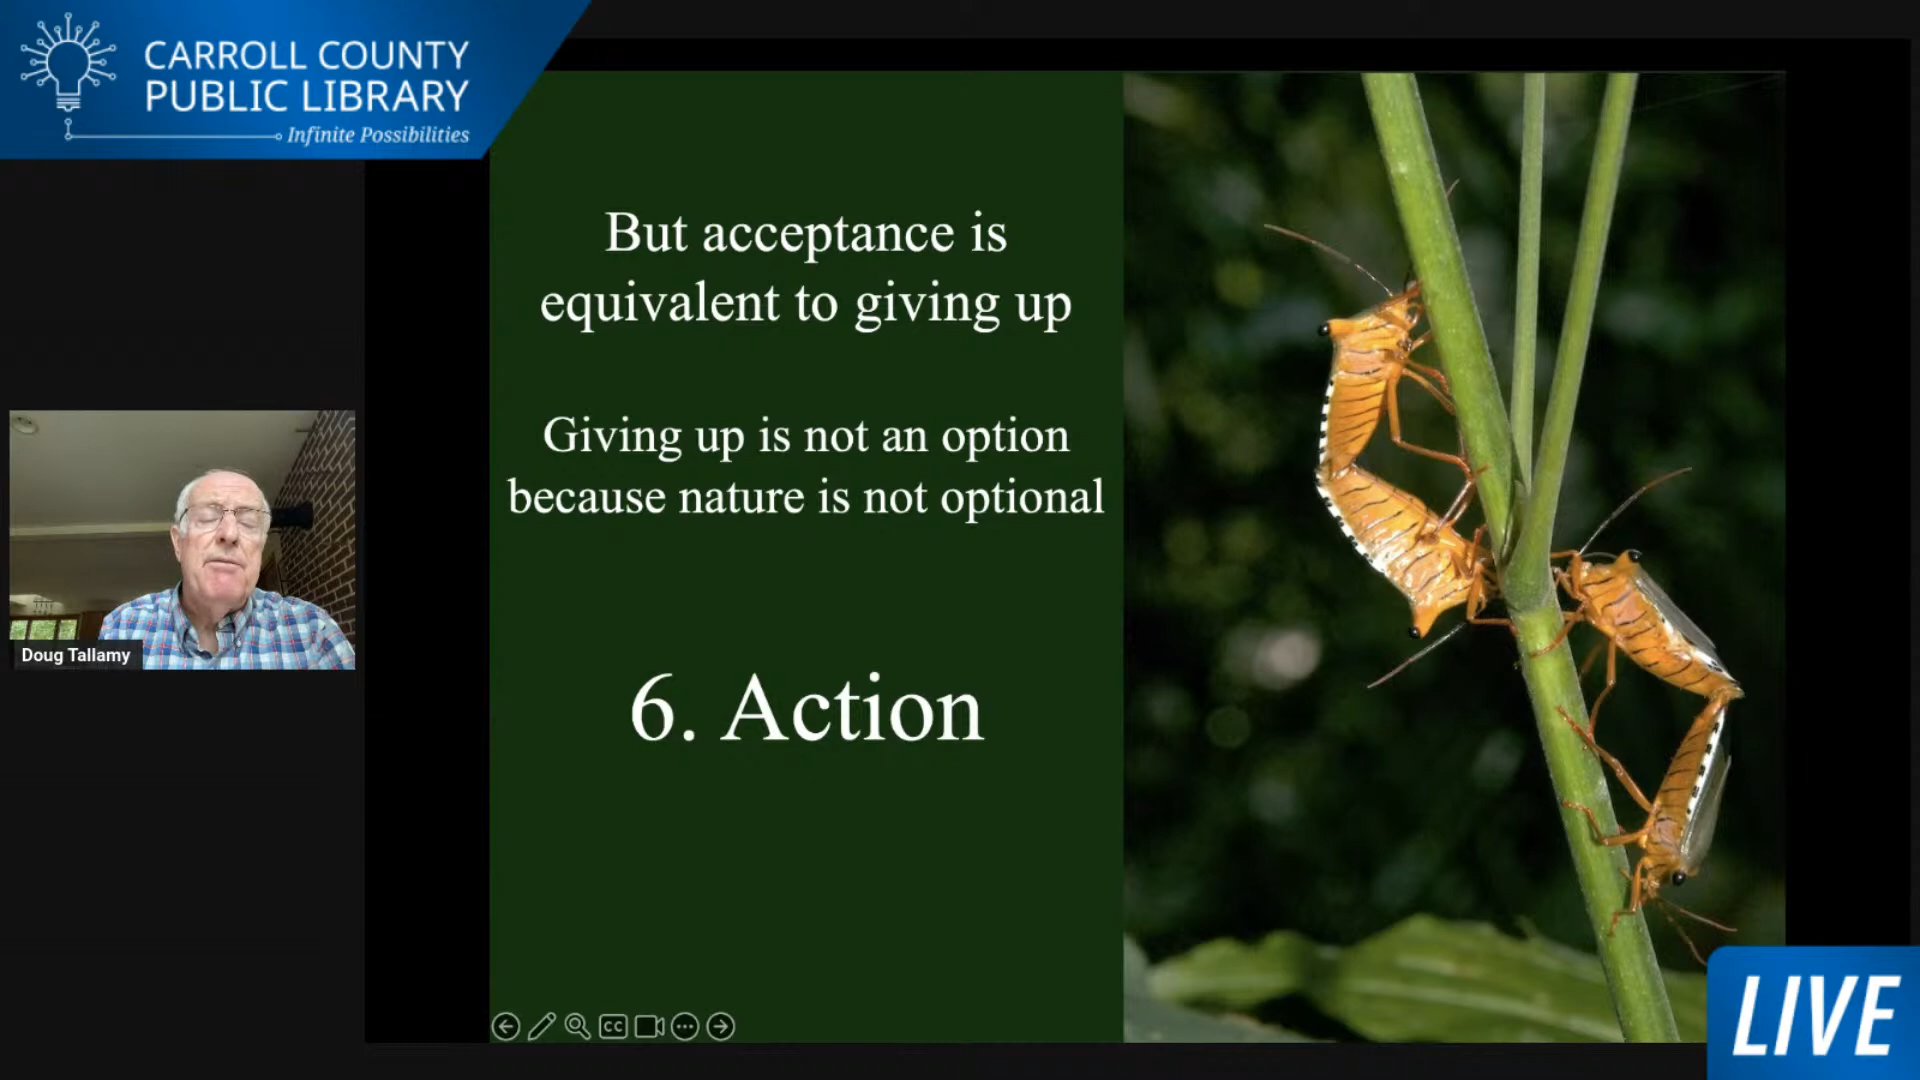 CARROLL COUNTY
PUBLIC LIBRARY
Infinite Possibilities
But acceptance is
equivalent to giving up
Giving up is not an option
because nature is not optional
6. Action
Doug Tallamy
CC
LIVE